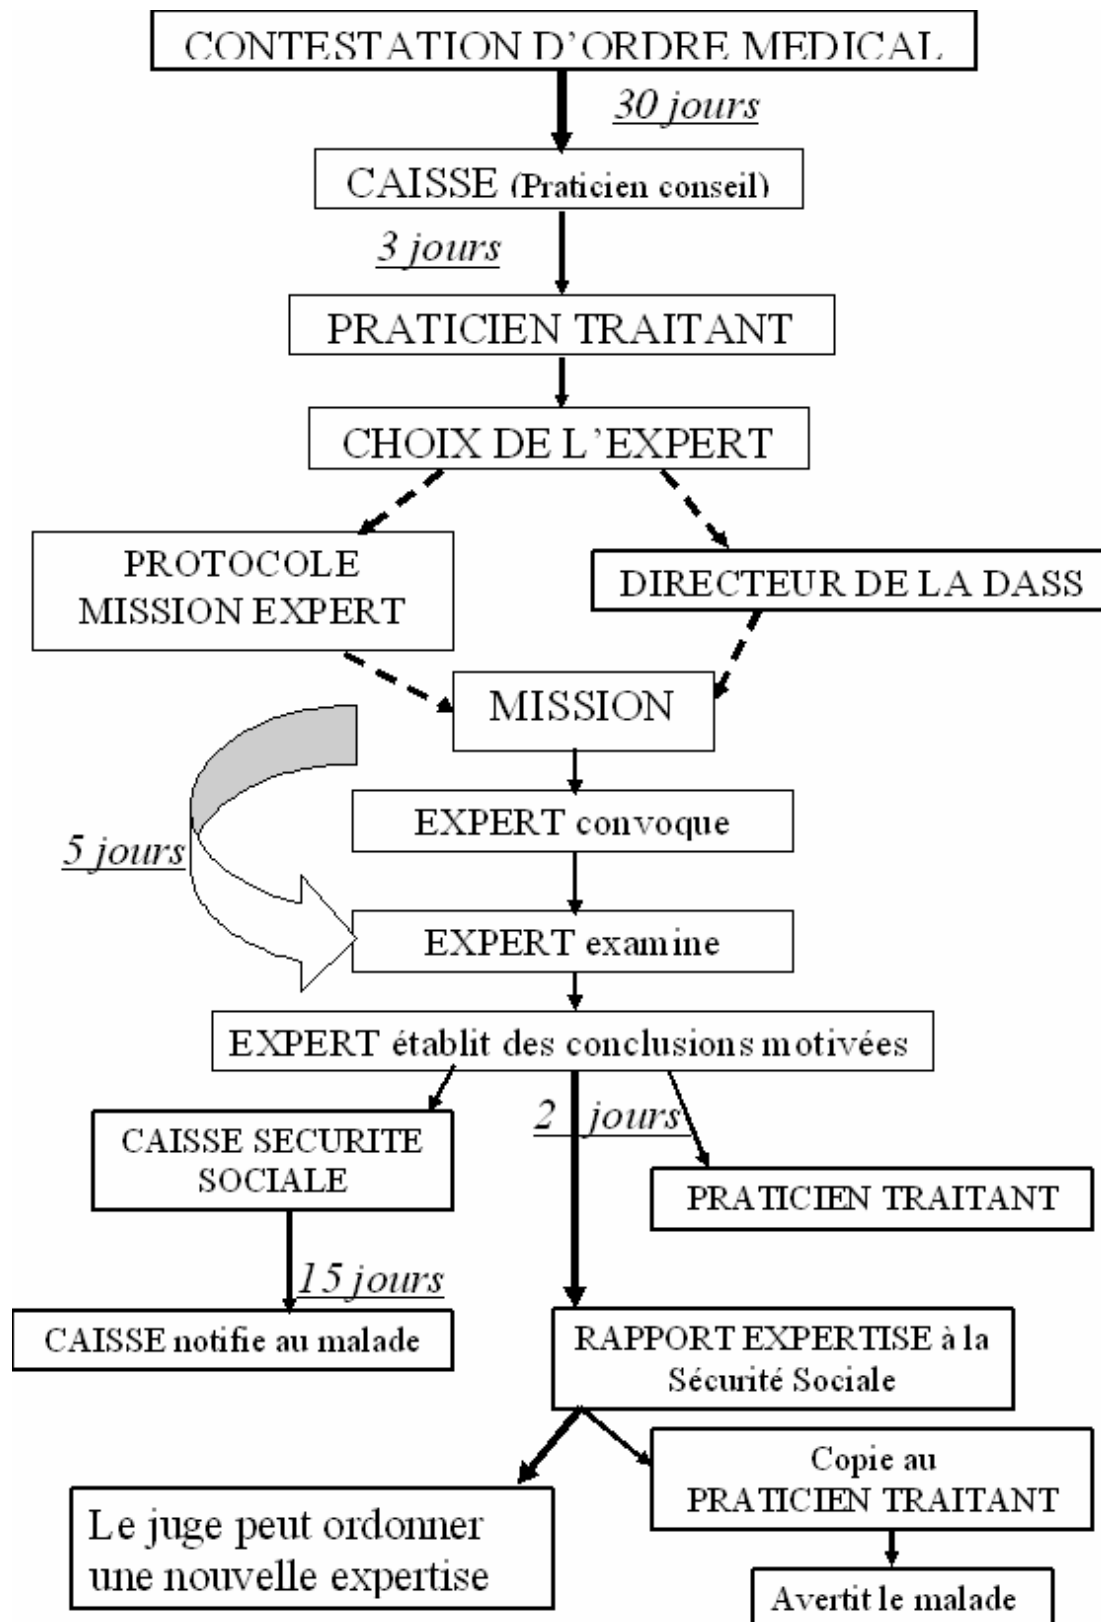 CONTESTATION D'ORDRE MEDICAL
30 jours
CAISSE (Praticien conseil)
3 jours
PRATICIEN TRAITANT
CHOIX DE L'EXPERT
PROTOCOLE
MISSION EXPERT
DIRECTEUR DE LA DASS
MISSION
EXPERT convoque
5 jours
EXPERT examine
EXPERT établit des conclusions motivées
2 jours
CAISSE SECURITE
SOCIALE
PRATICIEN TRAITANT
15 jours
CAISSE notifie au malade
RAPPORT EXPERTISE à la
Sécurité Sociale
Copie au
PRATICIEN TRAITANT
Le juge peut ordonner
une nouvelle expertise
Avertit le malade